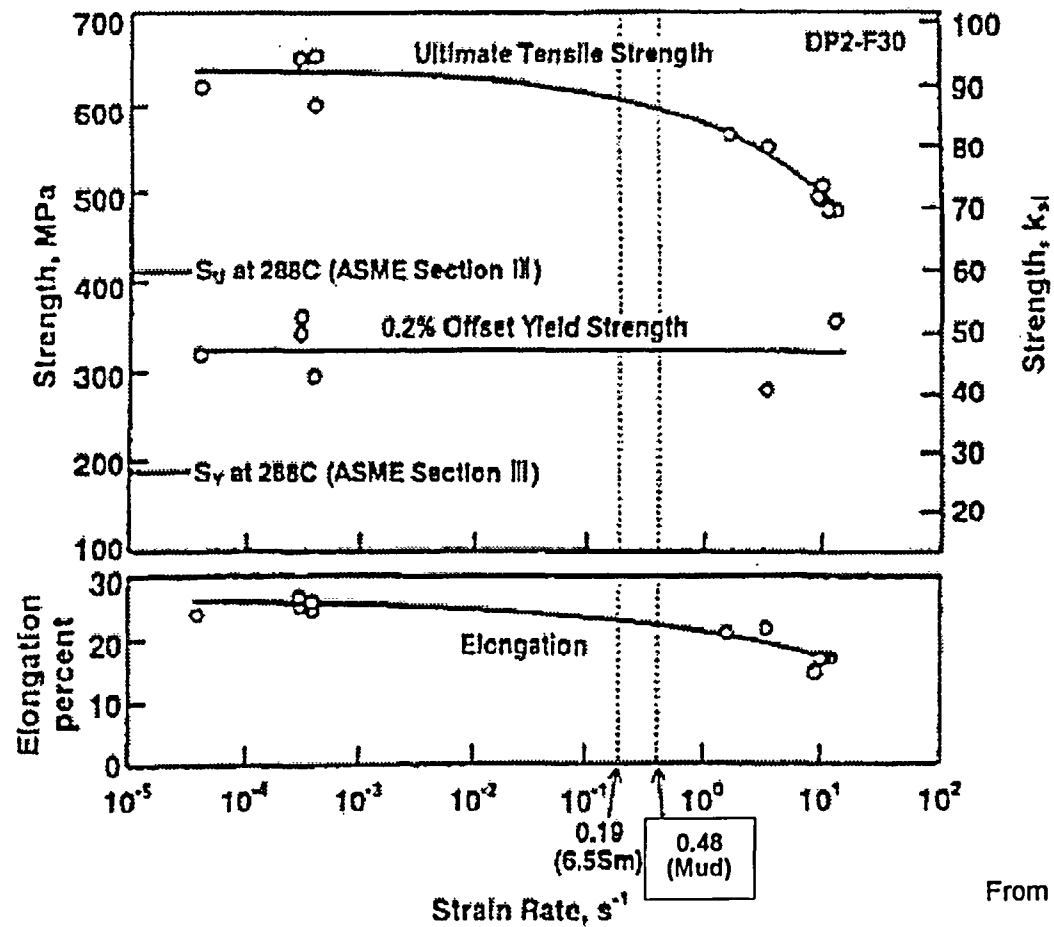 700
600
500
400
300
200
100
Strength, MPa
Ultimate Tensile Strength
DP2-F30
100
90
80
70
60
50
40
30
20
Strength, ksi
SU at 288C (ASME Section III)
0.2% Offset Yield Strength
SY at 288C (ASME Section III)
30
20
10
0
Elongation
percent
Elongation
10-5 10-4 10-3 10-2 10-1 100 101 102
0.19
(6.5Sm)
0.48
(Mud)
Strain Rate, s-1
From